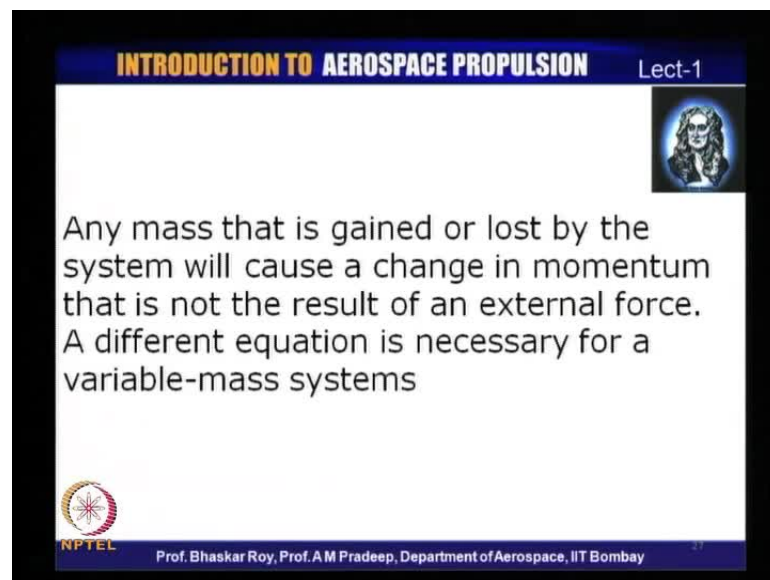 INTRODUCTION TO AEROSPACE PROPULSION Lect-1
Any mass that is gained or lost by the
system will cause a change in momentum
that is not the result of an external force.
A different equation is necessary for a
variable-mass systems
NPTEL
Prof. Bhaskar Roy, Prof. A M Pradeep, Department of Aerospace, IIT Bombay
27